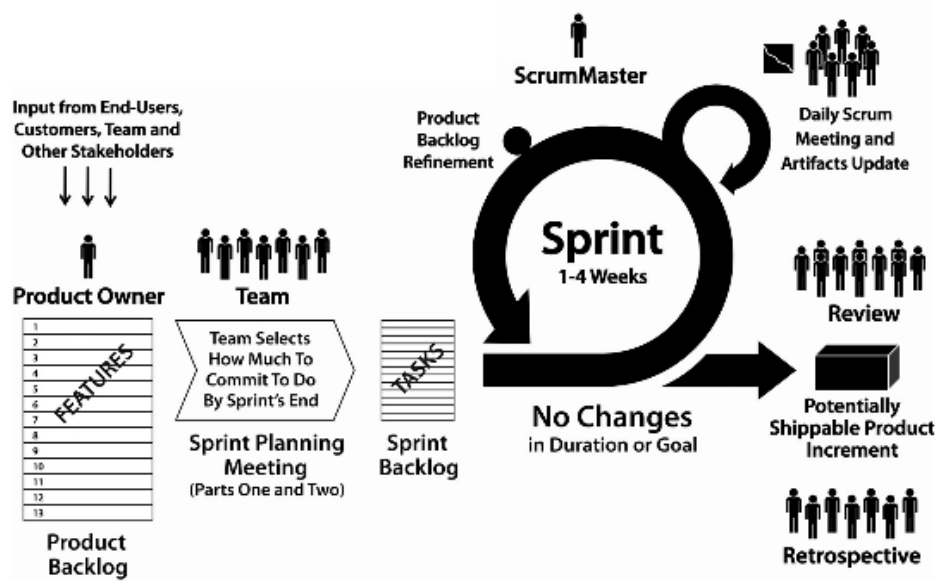 Input from End-Users,
Customers, Team and
Other Stakeholders
Product Owner
1
2
3
4
5
6
7
8
9
10
11
12
13
FEATURES
Product
Backlog
Team
Team Selects
How Much To
Commit To Do
By Sprint's End
Sprint Planning
Meeting
(Parts One and Two)
TASKS
Sprint
Backlog
ScrumMaster
Product
Backlog
Refinement
Sprint
1-4 Weeks
No Changes
in Duration or Goal
Daily Scrum
Meeting and
Artifacts Update
Review
Potentially
Shippable Product
Increment
Retrospective